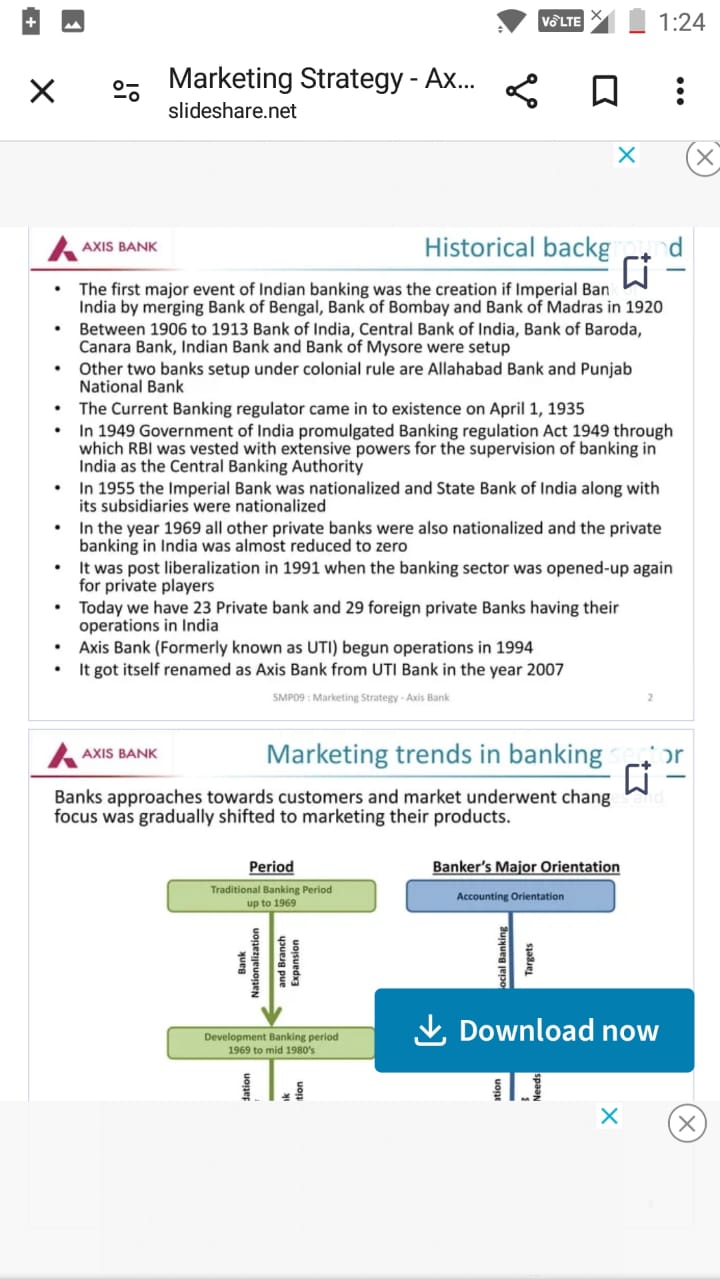 VoLTE 1:24
Marketing Strategy - Ax...
slideshare.net
AXIS BANK
Historical background
• The first major event of Indian banking was the creation if Imperial Ban
India by merging Bank of Bengal, Bank of Bombay and Bank of Madras in 1920
• Between 1906 to 1913 Bank of India, Central Bank of India, Bank of Baroda,
Canara Bank, Indian Bank and Bank of Mysore were setup
• Other two banks setup under colonial rule are Allahabad Bank and Punjab
National Bank
• The Current Banking regulator came in to existence on April 1, 1935
• In 1949 Government of India promulgated Banking regulation Act 1949 through
which RBI was vested with extensive powers for the supervision of banking in
India as the Central Banking Authority
• In 1955 the Imperial Bank was nationalized and State Bank of India along with
its subsidiaries were nationalized
• In the year 1969 all other private banks were also nationalized and the private
banking in India was almost reduced to zero
• It was post liberalization in 1991 when the banking sector was opened-up again
for private players
• Today we have 23 Private bank and 29 foreign private Banks having their
operations in India
• Axis Bank (Formerly known as UTI) begun operations in 1994
• It got itself renamed as Axis Bank from UTI Bank in the year 2007
SMP09 : Marketing Strategy - Axis Bank 2
AXIS BANK
Marketing trends in banking sector
Banks approaches towards customers and market underwent chang and
focus was gradually shifted to marketing their products.
Period
Banker's Major Orientation
Traditional Banking Period
up to 1969
Accounting Orientation
Bank
Nationalization
and Branch
Expansion
ocial Banking
Targets
Development Banking period
1969 to mid 1980's
Download now
dation
k
tion
ation
Needs